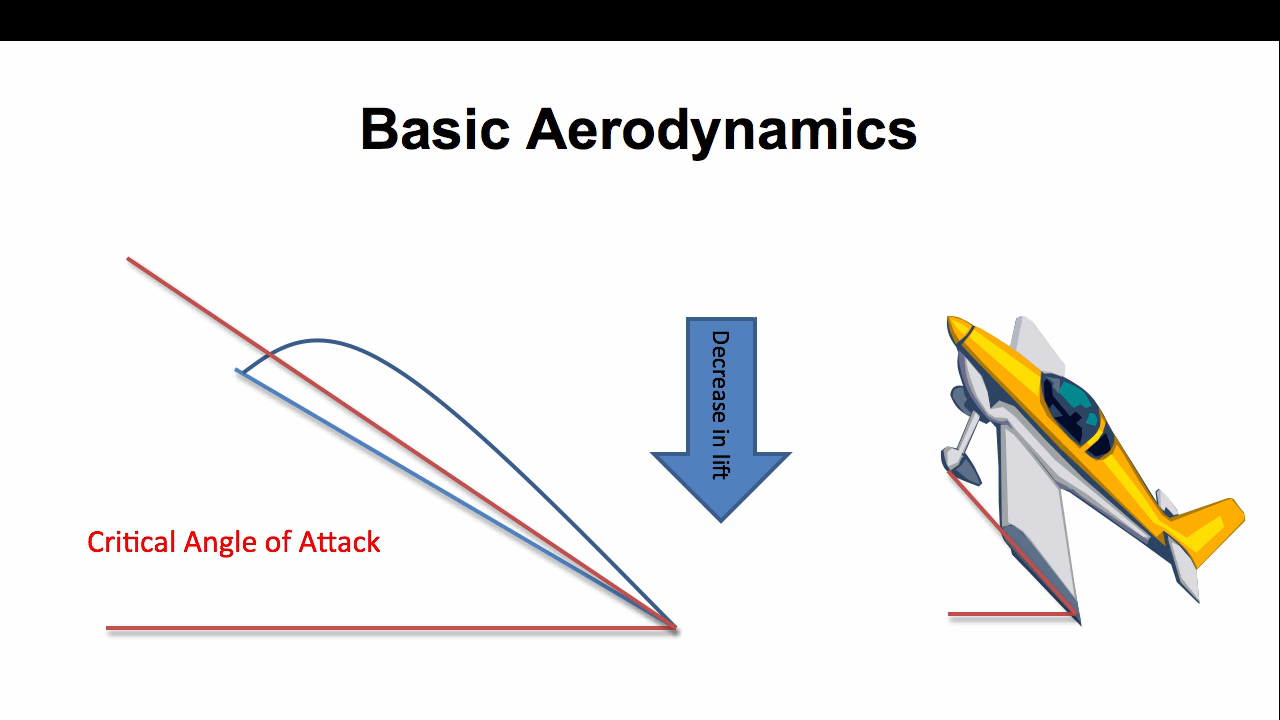 Basic Aerodynamics
Decrease in lift
Critical Angle of Attack